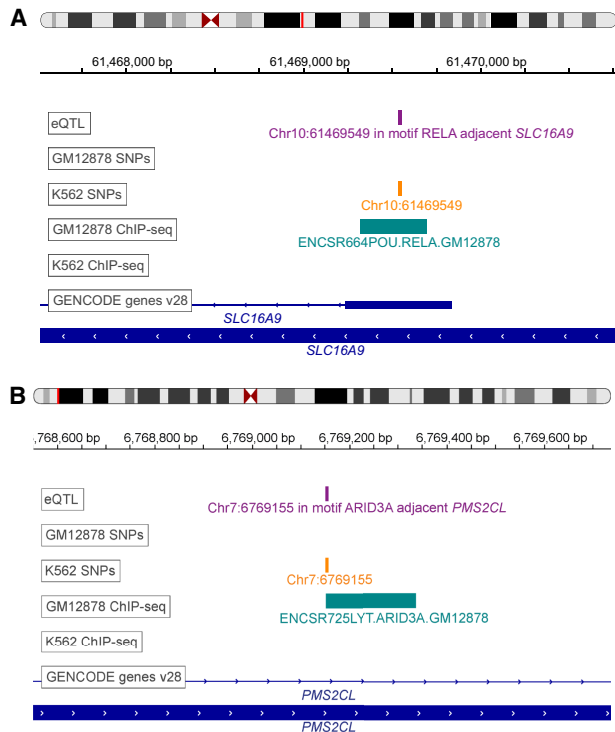 A
61,468,000 bp 61,469,000 bp 61,470,000 bp
eQTL
Chr10:61469549 in motif RELA adjacent SLC16A9
GM12878 SNPs
K562 SNPs
Chr10:61469549
GM12878 ChIP-seq
ENCSR664POU.RELA.GM12878
K562 ChIP-seq
GENCODE genes v28
SLC16A9
SLC16A9
B
,768,600 bp 6,768,800 bp 6,769,000 bp 6,769,200 bp 6,769,400 bp 6,769,600 bp
eQTL
Chr7:6769155 in motif ARID3A adjacent PMS2CL
GM12878 SNPs
K562 SNPs
Chr7:6769155
GM12878 ChIP-seq
ENCSR725LYT.ARID3A.GM12878
K562 ChIP-seq
GENCODE genes v28
PMS2CL
PMS2CL